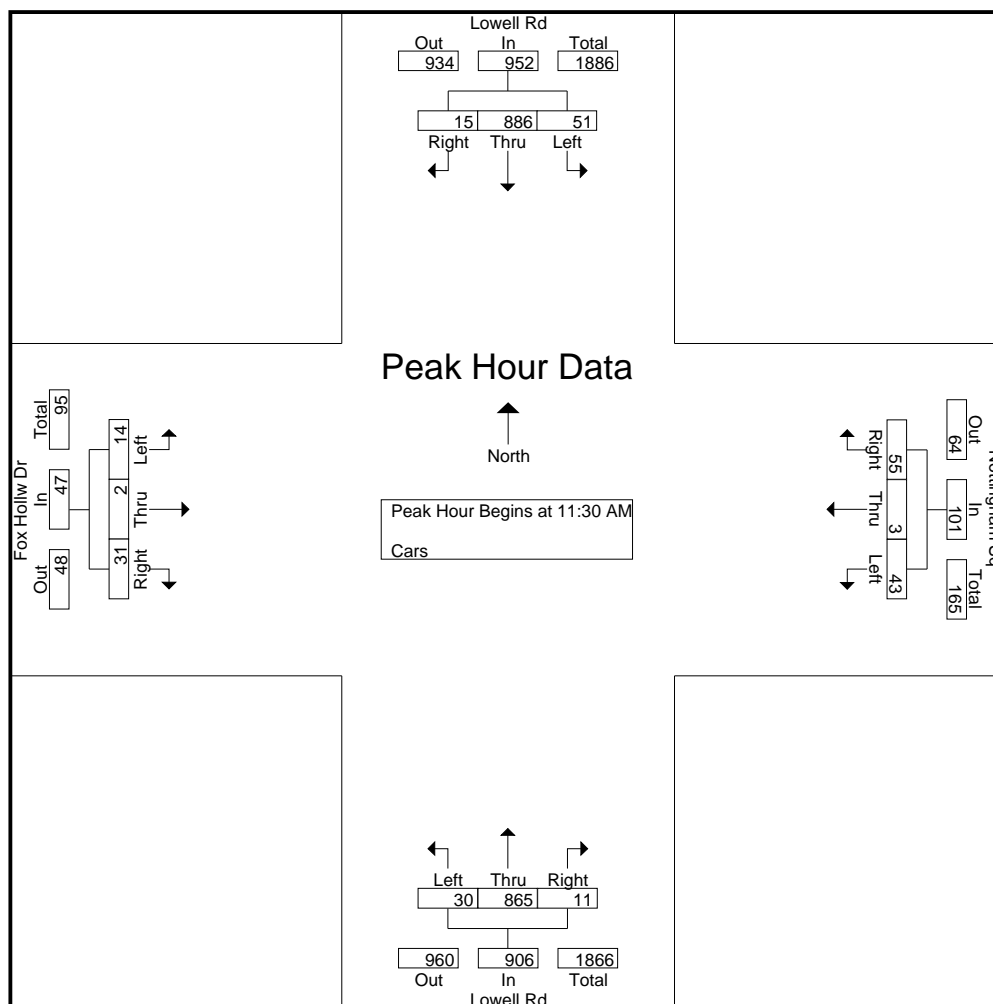 Lowell Rd
Out In Total
934 952 1886
15 886 51
Right Thru Left
Peak Hour Data
North
Peak Hour Begins at 11:30 AM
Cars
Fox Hollw Dr
Total In Out
95 47 48
14 2 31
Left Thru Right
Out In Total
64 101 165
55 3 43
Right Thru Left
Left Thru Right
30 865 11
960 906 1866
Out In Total
Lowell Rd